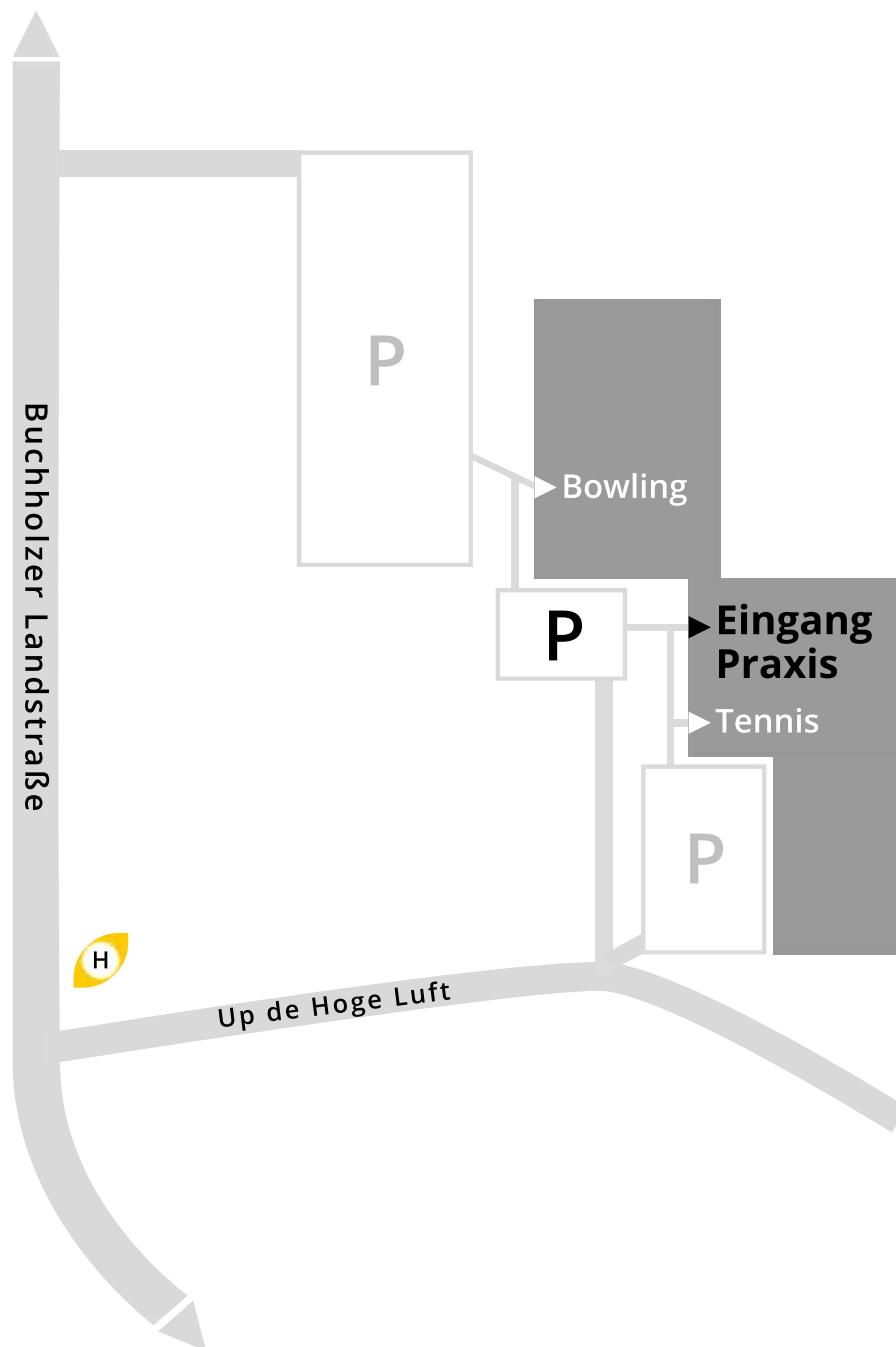 P
Buchholzer Landstraße
Bowling
P
Eingang
Praxis
Tennis
P
H
Up de Hoge Luft